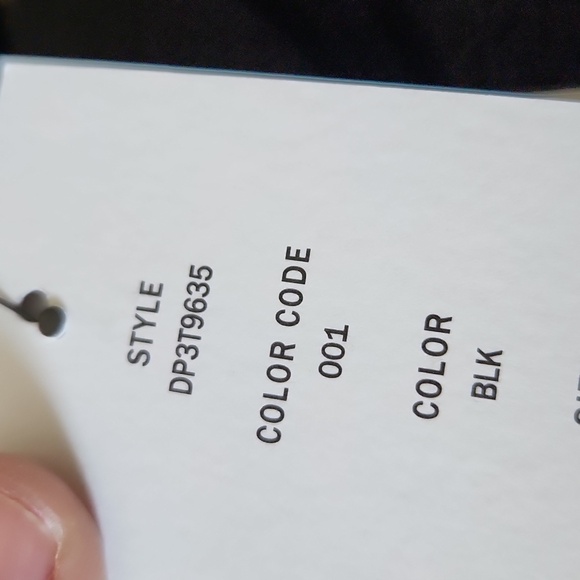 STYLE
DP3T9635
COLOR CODE
001
COLOR
BLK